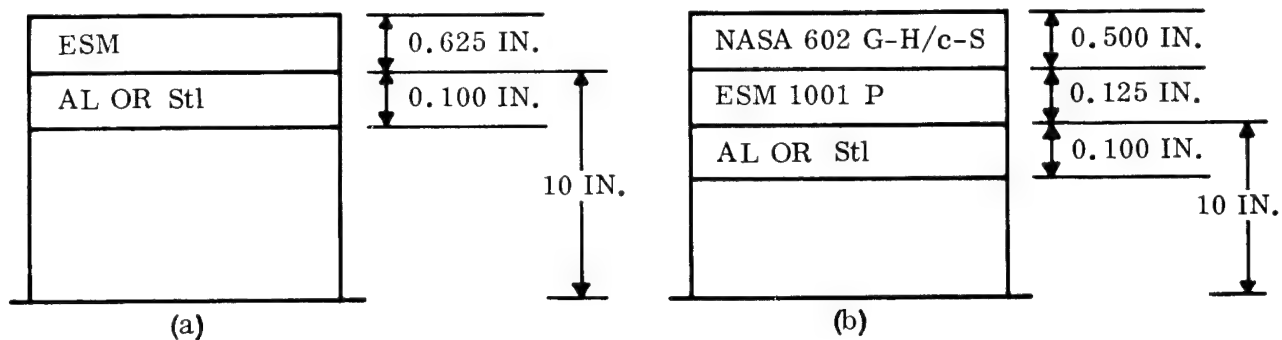 ESM
0.625 IN.
AL OR Stl
0.100 IN.
10 IN.
(a)
NASA 602 G-H/c-S
0.500 IN.
ESM 1001 P
0.125 IN.
AL OR Stl
0.100 IN.
10 IN.
(b)